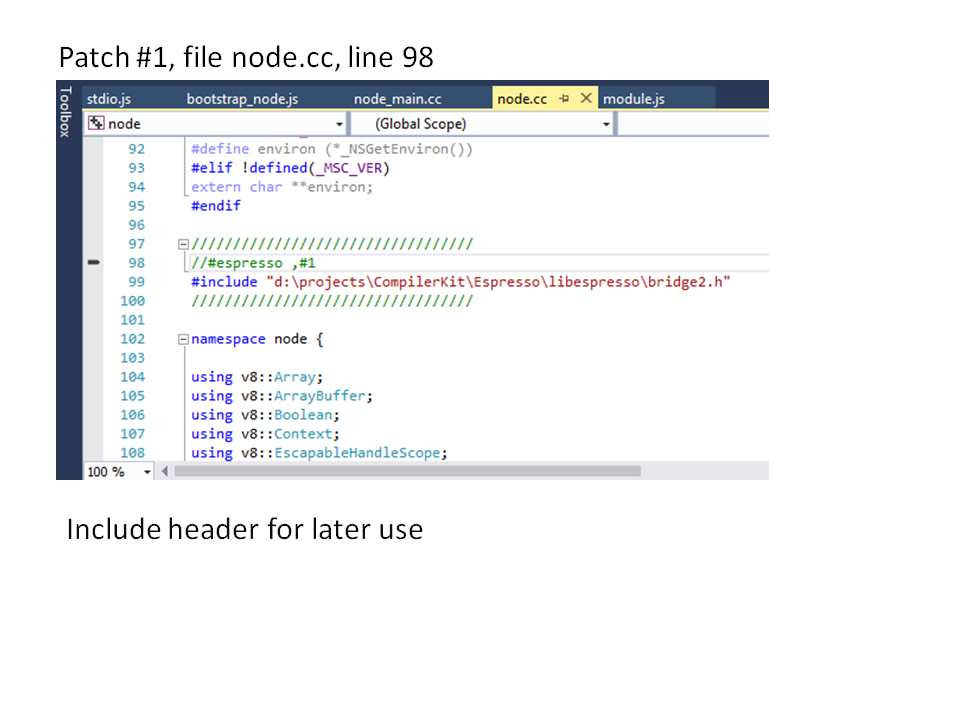 Patch #1, file node.cc, line 98
Toolbox
stdio.js bootstrap_node.js node_main.cc node.cc module.js
node (Global Scope)
92 #define environ (*_NSGetEnviron())
93 #elif !defined(_MSC_VER)
94 extern char **environ;
95 #endif
96
97 //////////////////////////////////
98 //#espresso ,#1
99 #include "d:\projects\CompilerKit\Espresso\libespresso\bridge2.h"
100 //////////////////////////////////
101
102 namespace node {
103
104 using v8::Array;
105 using v8::ArrayBuffer;
106 using v8::Boolean;
107 using v8::Context;
108 using v8::EscapableHandleScope;
100 %
Include header for later use